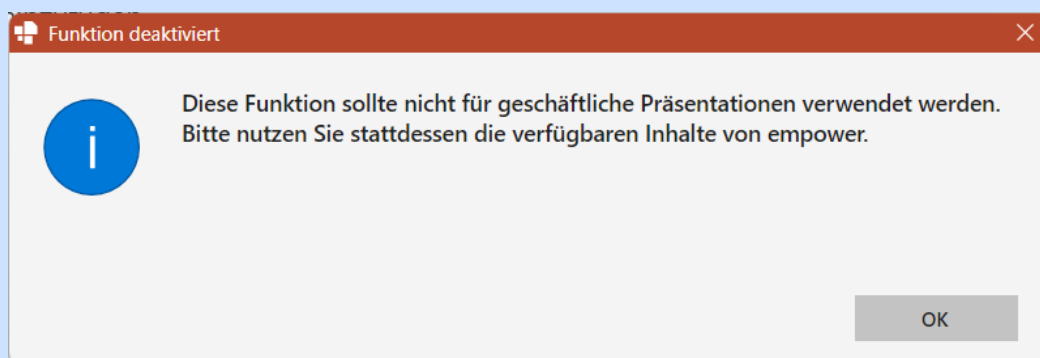 Funktion deaktiviert
Diese Funktion sollte nicht für geschäftliche Präsentationen verwendet werden.
Bitte nutzen Sie stattdessen die verfügbaren Inhalte von empower.
OK